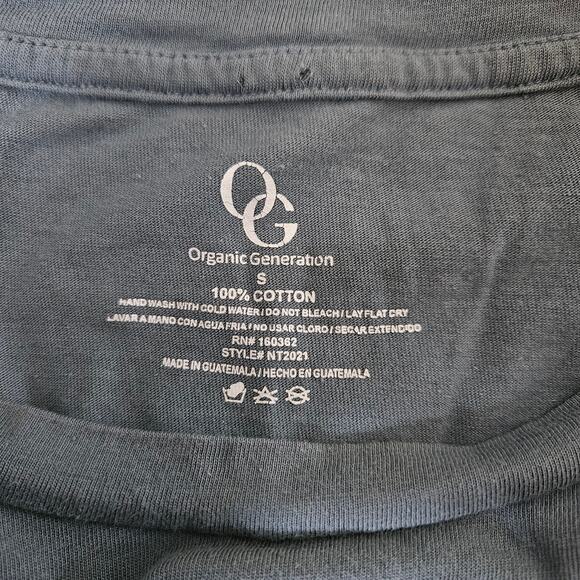 OG
Organic Generation
S
100% COTTON
HAND WASH WITH COLD WATER / DO NOT BLEACH / LAY FLAT DRY
LAVAR A MANO CON AGUA FRIA / NO USAR CLORO / SECAR EXTENDIDO
RN# 160362
STYLE# NT2021
MADE IN GUATEMALA / HECHO EN GUATEMALA